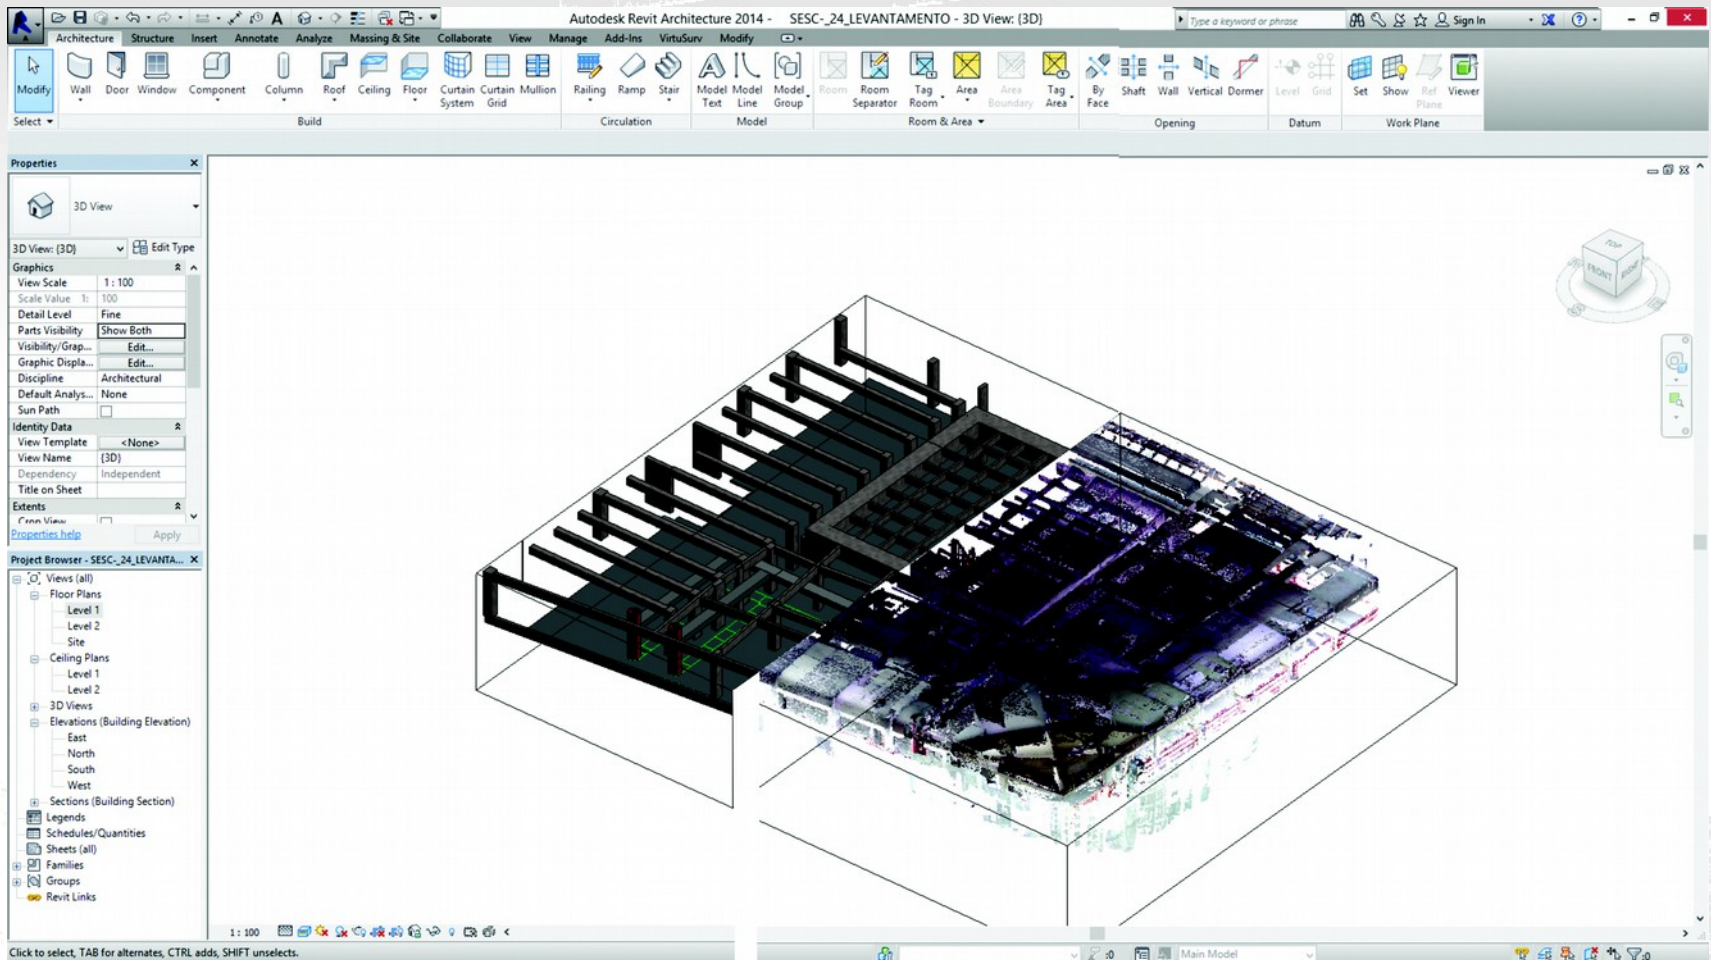 Autodesk Revit Architecture 2014 - SESC-_24_LEVANTAMENTO - 3D View: {3D}
Type a keyword or phrase
Sign In
Architecture Structure Insert Annotate Analyze Massing & Site Collaborate View Manage Add-Ins VirtuSurv Modify
Modify Wall Door Window Component Column Roof Ceiling Floor Curtain System Curtain Grid Mullion Railing Ramp Stair Model Text Model Line Model Group Room Room Separator Tag Room Area Area Boundary Tag Area By Face Shaft Wall Vertical Dormer Level Grid Set Show Ref Plane Viewer
Select Build Circulation Model Room & Area Opening Datum Work Plane
Properties
3D View
3D View: {3D} Edit Type
Graphics
View Scale 1 : 100
Scale Value 1: 100
Detail Level Fine
Parts Visibility Show Both
Visibility/Grap... Edit...
Graphic Displa... Edit...
Discipline Architectural
Default Analys... None
Sun Path
Identity Data
View Template <None>
View Name {3D}
Dependency Independent
Title on Sheet
Extents
Crop View
Properties help Apply
Project Browser - SESC-_24_LEVANTA...
Views (all)
Floor Plans
Level 1
Level 2
Site
Ceiling Plans
Level 1
Level 2
3D Views
Elevations (Building Elevation)
East
North
South
West
Sections (Building Section)
Legends
Schedules/Quantities
Sheets (all)
Families
Groups
Revit Links
TOP
FRONT
RIGHT
1 : 100
Click to select, TAB for alternates, CTRL adds, SHIFT unselects.
:0
Main Model
:0